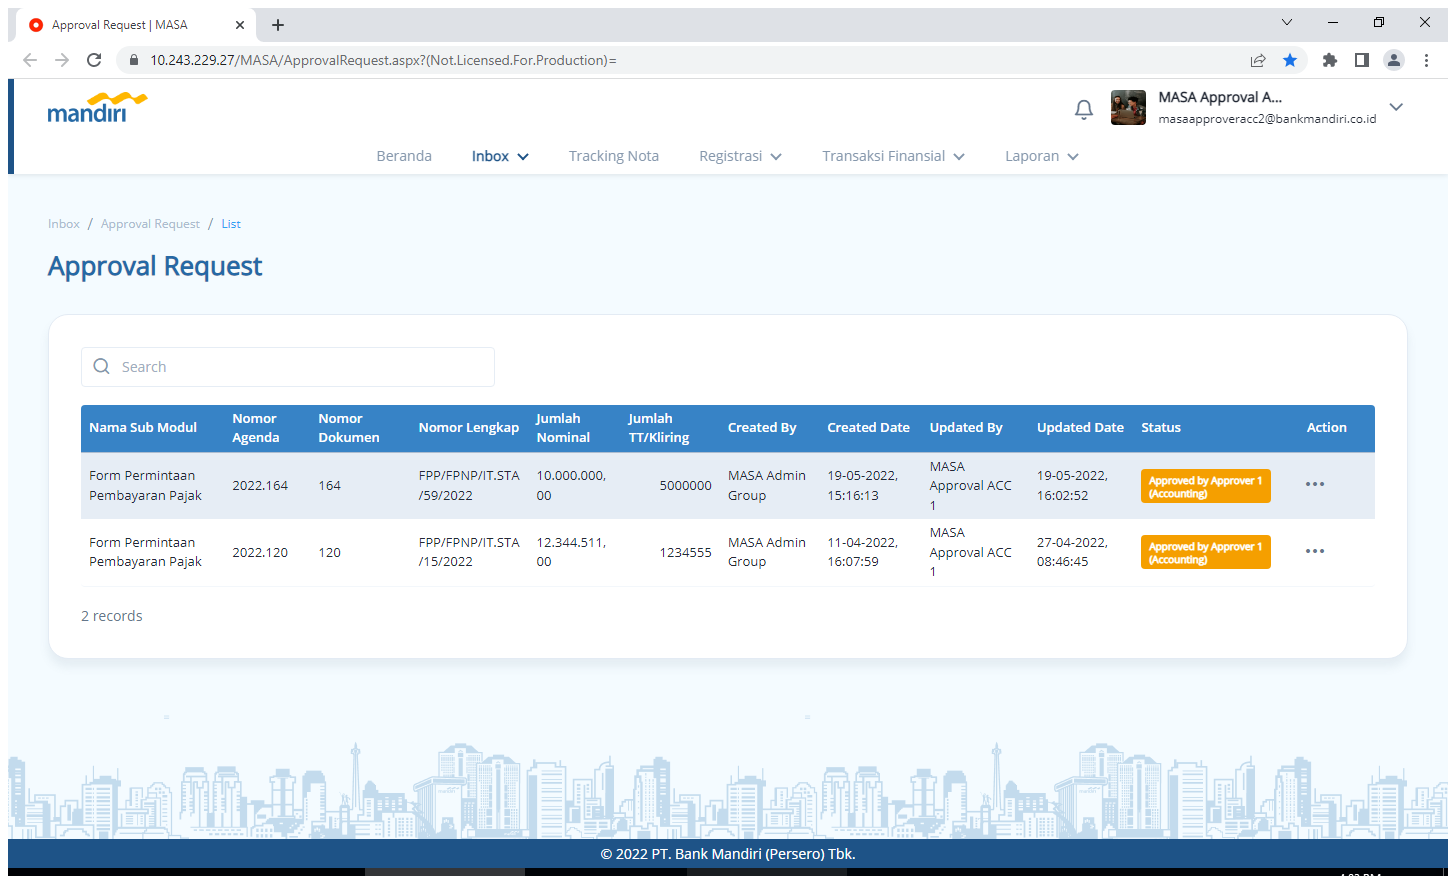 Approval Request | MASA
10.243.229.27/MASA/ApprovalRequest.aspx?(Not.Licensed.For.Production)=
mandiri
MASA Approval A...
masaapproveracc2@bankmandiri.co.id
Beranda Inbox Tracking Nota Registrasi Transaksi Finansial Laporan
Inbox / Approval Request / List
Approval Request
Search
Nama Sub Modul Nomor Agenda Nomor Dokumen Nomor Lengkap Jumlah Nominal Jumlah TT/Kliring Created By Created Date Updated By Updated Date Status Action
Form Permintaan Pembayaran Pajak 2022.164 164 FPP/FPNP/IT.STA/59/2022 10.000.000,00 5000000 MASA Admin Group 19-05-2022, 15:16:13 MASA Approval ACC 1 19-05-2022, 16:02:52 Approved by Approver 1 (Accounting)
Form Permintaan Pembayaran Pajak 2022.120 120 FPP/FPNP/IT.STA/15/2022 12.344.511,00 1234555 MASA Admin Group 11-04-2022, 16:07:59 MASA Approval ACC 1 27-04-2022, 08:46:45 Approved by Approver 1 (Accounting)
2 records
© 2022 PT. Bank Mandiri (Persero) Tbk.